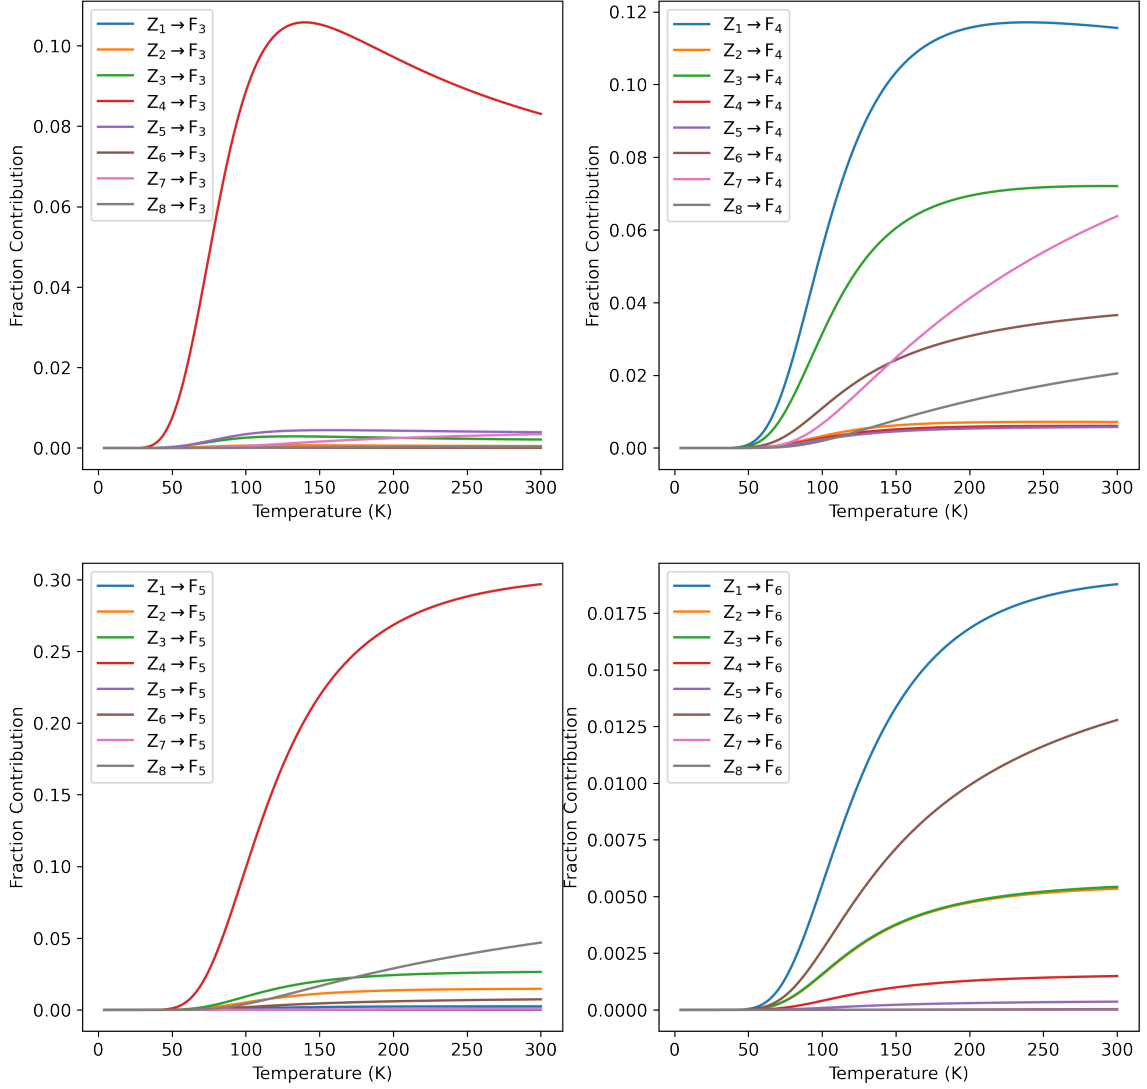 Z₁→F₃
Z₂→F₃
Z₃→F₃
Z₄→F₃
Z₅→F₃
Z₆→F₃
Z₇→F₃
Z₈→F₃
0.10
0.08
0.06
0.04
0.02
0.00
Fraction Contribution
0 50 100 150 200 250 300
Temperature (K)
Z₁→F₄
Z₂→F₄
Z₃→F₄
Z₄→F₄
Z₅→F₄
Z₆→F₄
Z₇→F₄
Z₈→F₄
0.12
0.10
0.08
0.06
0.04
0.02
0.00
Fraction Contribution
0 50 100 150 200 250 300
Temperature (K)
Z₁→F₅
Z₂→F₅
Z₃→F₅
Z₄→F₅
Z₅→F₅
Z₆→F₅
Z₇→F₅
Z₈→F₅
0.30
0.25
0.20
0.15
0.10
0.05
0.00
Fraction Contribution
0 50 100 150 200 250 300
Temperature (K)
Z₁→F₆
Z₂→F₆
Z₃→F₆
Z₄→F₆
Z₅→F₆
Z₆→F₆
Z₇→F₆
Z₈→F₆
0.0175
0.0150
0.0125
0.0100
0.0075
0.0050
0.0025
0.0000
Fraction Contribution
0 50 100 150 200 250 300
Temperature (K)